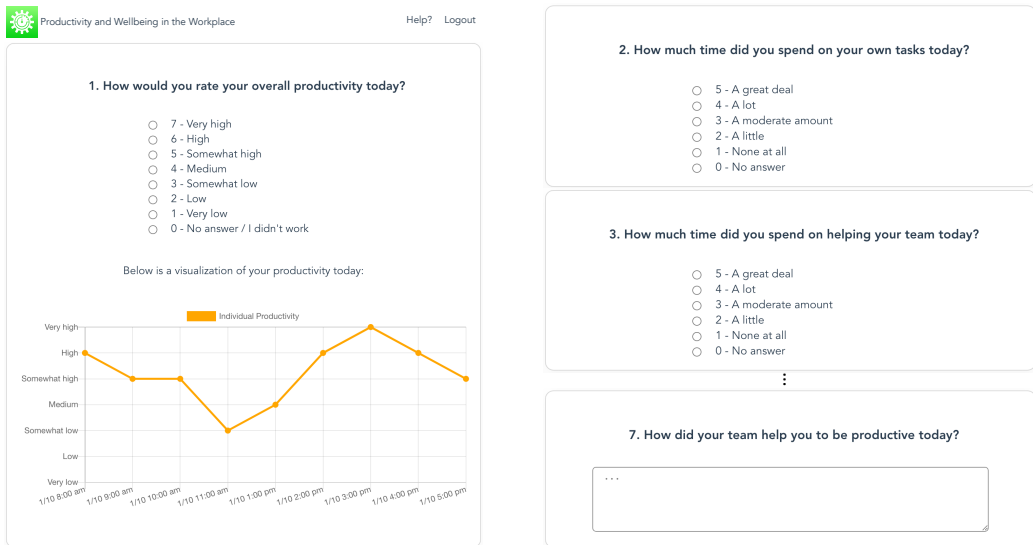 Productivity and Wellbeing in the Workplace
Help? Logout
1. How would you rate your overall productivity today?
7 - Very high
6 - High
5 - Somewhat high
4 - Medium
3 - Somewhat low
2 - Low
1 - Very low
0 - No answer / I didn't work
Below is a visualization of your productivity today:
Individual Productivity
Very high
High
Somewhat high
Medium
Somewhat low
Low
Very low
1/10 8:00 am
1/10 9:00 am
1/10 10:00 am
1/10 11:00 am
1/10 1:00 pm
1/10 2:00 pm
1/10 3:00 pm
1/10 4:00 pm
1/10 5:00 pm
2. How much time did you spend on your own tasks today?
5 - A great deal
4 - A lot
3 - A moderate amount
2 - A little
1 - None at all
0 - No answer
3. How much time did you spend on helping your team today?
5 - A great deal
4 - A lot
3 - A moderate amount
2 - A little
1 - None at all
0 - No answer
7. How did your team help you to be productive today?
...